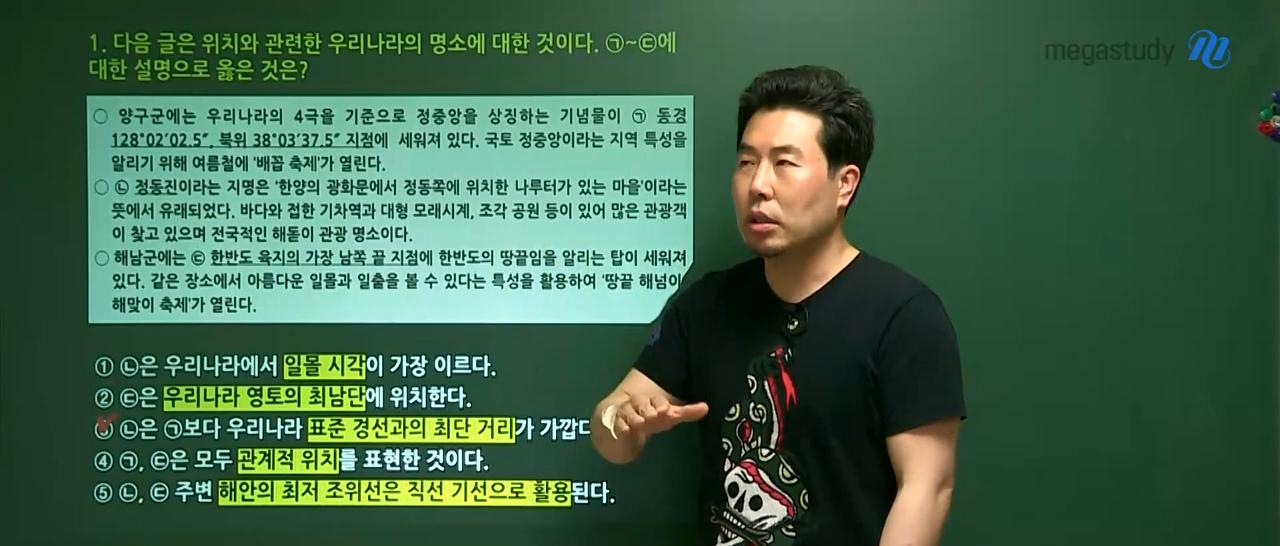 1. 다음 글은 위치와 관련한 우리나라의 명소에 대한 것이다. ㉠~㉢에
대한 설명으로 옳은 것은?
megastudy
○ 양구군에는 우리나라의 4극을 기준으로 정중앙을 상징하는 기념물이 ㉠ 동경
128°02′02.5″, 북위 38°03′37.5″ 지점에 세워져 있다. 국토 정중앙이라는 지역 특성을
알리기 위해 여름철에 '배꼽 축제'가 열린다.
○ ㉡ 정동진이라는 지명은 '한양의 광화문에서 정동쪽에 위치한 나루터가 있는 마을'이라는
뜻에서 유래되었다. 바다와 접한 기차역과 대형 모래시계, 조각 공원 등이 있어 많은 관광객
이 찾고 있으며 전국적인 해돋이 관광 명소이다.
○ 해남군에는 ㉢ 한반도 육지의 가장 남쪽 끝 지점에 한반도의 땅끝임을 알리는 탑이 세워져
있다. 같은 장소에서 아름다운 일몰과 일출을 볼 수 있다는 특성을 활용하여 '땅끝 해넘이
해맞이 축제'가 열린다.
① ㉡은 우리나라에서 일몰 시각이 가장 이르다.
② ㉢은 우리나라 영토의 최남단에 위치한다.
③ ㉡은 ㉠보다 우리나라 표준 경선과의 최단 거리가 가깝다
④ ㉠, ㉢은 모두 관계적 위치를 표현한 것이다.
⑤ ㉡, ㉢ 주변 해안의 최저 조위선은 직선 기선으로 활용된다.